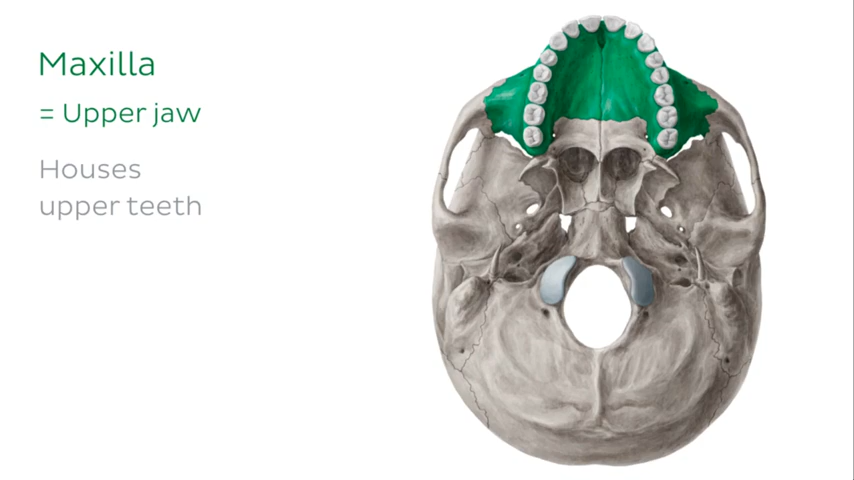 Maxilla
= Upper jaw
Houses
upper teeth